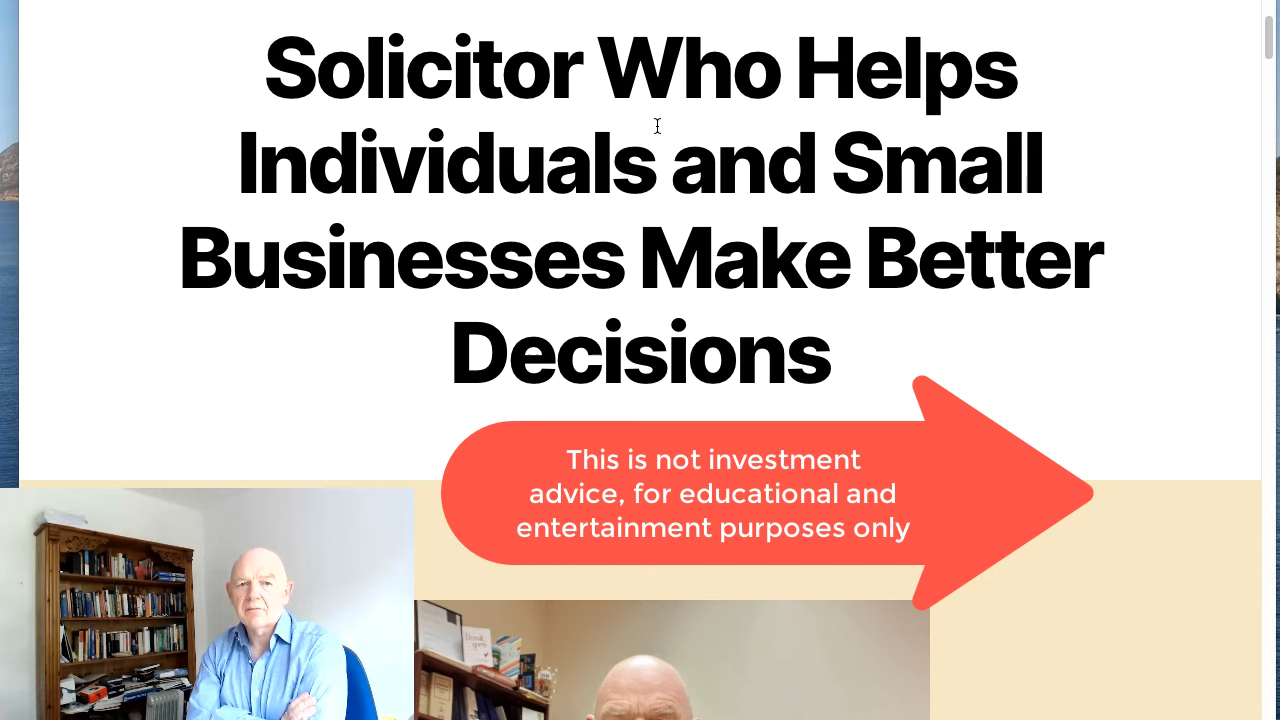 Solicitor Who Helps
Individuals and Small
Businesses Make Better
Decisions
This is not investment
advice, for educational and
entertainment purposes only